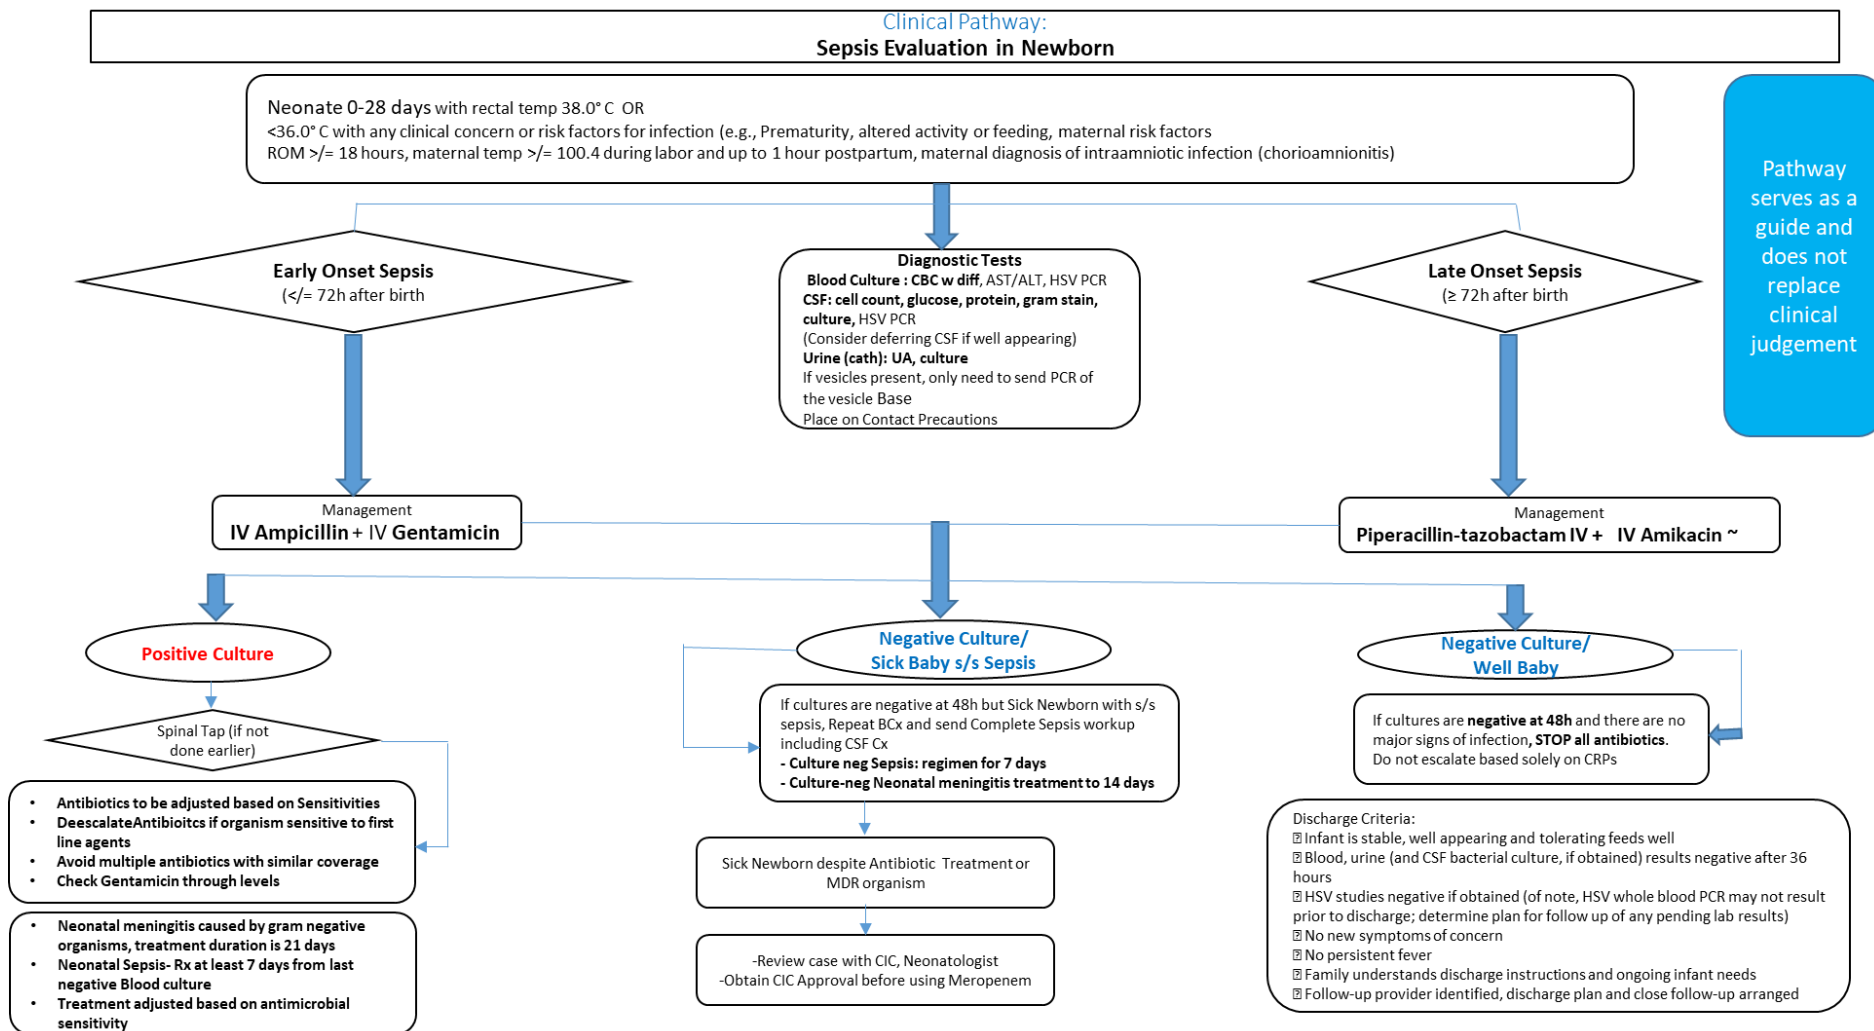 Clinical Pathway:
Sepsis Evaluation in Newborn
Neonate 0-28 days with rectal temp 38.0° C OR
<36.0° C with any clinical concern or risk factors for infection (e.g., Prematurity, altered activity or feeding, maternal risk factors
ROM >/= 18 hours, maternal temp >/= 100.4 during labor and up to 1 hour postpartum, maternal diagnosis of intraamniotic infection (chorioamnionitis)
Pathway
serves as a
guide and
does not
replace
clinical
judgement
Early Onset Sepsis
(</= 72h after birth
Diagnostic Tests
Blood Culture : CBC w diff, AST/ALT, HSV PCR
CSF: cell count, glucose, protein, gram stain,
culture, HSV PCR
(Consider deferring CSF if well appearing)
Urine (cath): UA, culture
If vesicles present, only need to send PCR of
the vesicle Base
Place on Contact Precautions
Late Onset Sepsis
(≥ 72h after birth
Management
IV Ampicillin + IV Gentamicin
Management
Piperacillin-tazobactam IV + IV Amikacin ~
Positive Culture
Spinal Tap (if not
done earlier)
• Antibiotics to be adjusted based on Sensitivities
• DeescalateAntibioitcs if organism sensitive to first
line agents
• Avoid multiple antibiotics with similar coverage
• Check Gentamicin through levels
• Neonatal meningitis caused by gram negative
organisms, treatment duration is 21 days
• Neonatal Sepsis- Rx at least 7 days from last
negative Blood culture
• Treatment adjusted based on antimicrobial
sensitivity
Negative Culture/
Sick Baby s/s Sepsis
If cultures are negative at 48h but Sick Newborn with s/s
sepsis, Repeat BCx and send Complete Sepsis workup
including CSF Cx
- Culture neg Sepsis: regimen for 7 days
- Culture-neg Neonatal meningitis treatment to 14 days
Sick Newborn despite Antibiotic Treatment or
MDR organism
-Review case with CIC, Neonatologist
-Obtain CIC Approval before using Meropenem
Negative Culture/
Well Baby
If cultures are negative at 48h and there are no
major signs of infection, STOP all antibiotics.
Do not escalate based solely on CRPs
Discharge Criteria:
⍰ Infant is stable, well appearing and tolerating feeds well
⍰ Blood, urine (and CSF bacterial culture, if obtained) results negative after 36
hours
⍰ HSV studies negative if obtained (of note, HSV whole blood PCR may not result
prior to discharge; determine plan for follow up of any pending lab results)
⍰ No new symptoms of concern
⍰ No persistent fever
⍰ Family understands discharge instructions and ongoing infant needs
⍰ Follow-up provider identified, discharge plan and close follow-up arranged